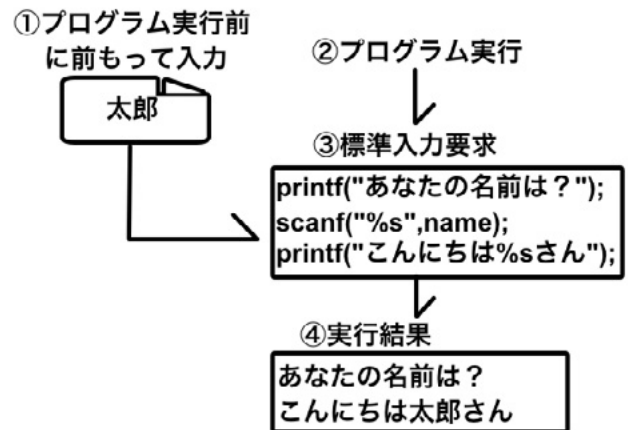 ①プログラム実行前
に前もって入力
太郎
②プログラム実行
③標準入力要求
printf("あなたの名前は？");
scanf("%s",name);
printf("こんにちは%sさん");
④実行結果
あなたの名前は？
こんにちは太郎さん